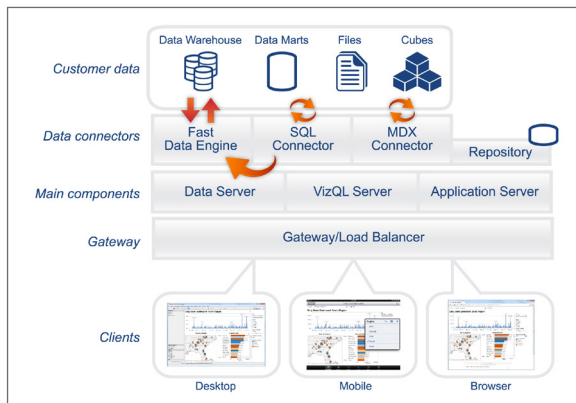 Data Warehouse
Data Marts
Files
Cubes
Customer data
Data connectors
Fast
Data Engine
SQL
Connector
MDX
Connector
Repository
Main components
Data Server
VizQL Server
Application Server
Gateway
Gateway/Load Balancer
Clients
Desktop
Mobile
Browser